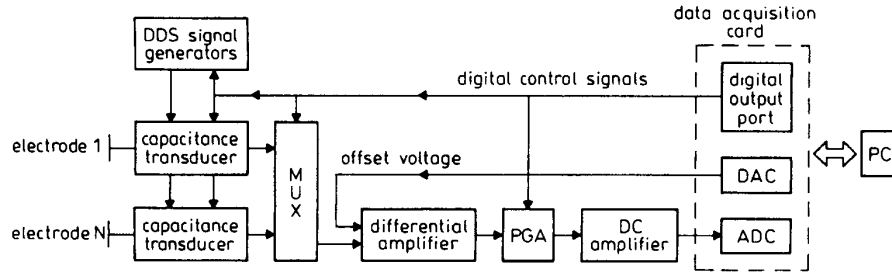 data acquisition
card
DDS signal
generators
digital control signals
digital
output
port
electrode 1
capacitance
transducer
MUX
offset voltage
DAC
PC
electrode N
capacitance
transducer
differential
amplifier
PGA
DC
amplifier
ADC